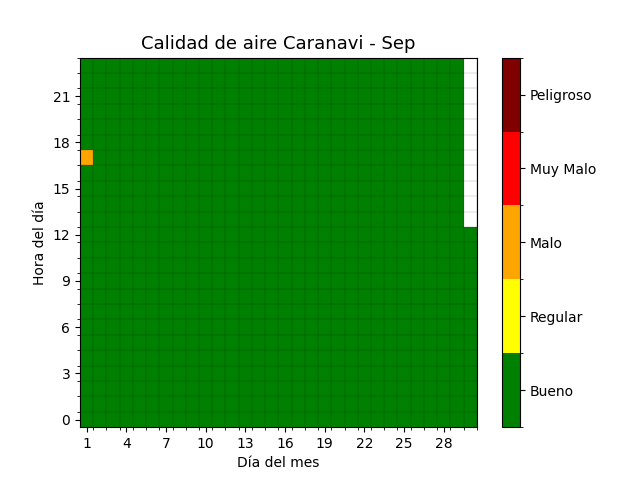 Calidad de aire Caranavi - Sep
Hora del día
21
18
15
12
9
6
3
0
1 4 7 10 13 16 19 22 25 28
Día del mes
Peligroso
Muy Malo
Malo
Regular
Bueno